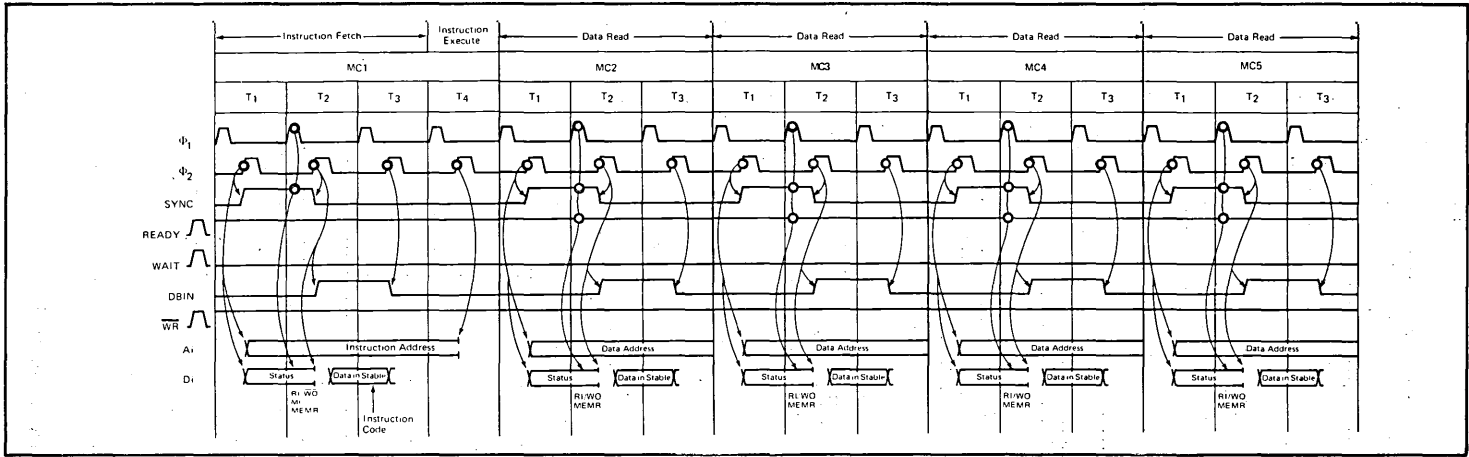 Instruction Fetch Instruction Execute Data Read Data Read Data Read Data Read
MC1 MC2 MC3 MC4 MC5
T1 T2 T3 T4 T1 T2 T3 T1 T2 T3 T1 T2 T3 T1 T2 T3
Φ1
Φ2
SYNC
READY
WAIT
DBIN
WR
Ai Instruction Address Data Address Data Address Data Address Data Address
Di Status Data in Stable Status Data in Stable Status Data in Stable Status Data in Stable Status Data in Stable
RI/WO RI/WO RI/WO RI/WO RI/WO
MI MEMR MEMR MEMR MEMR
MEMR
Instruction
Code